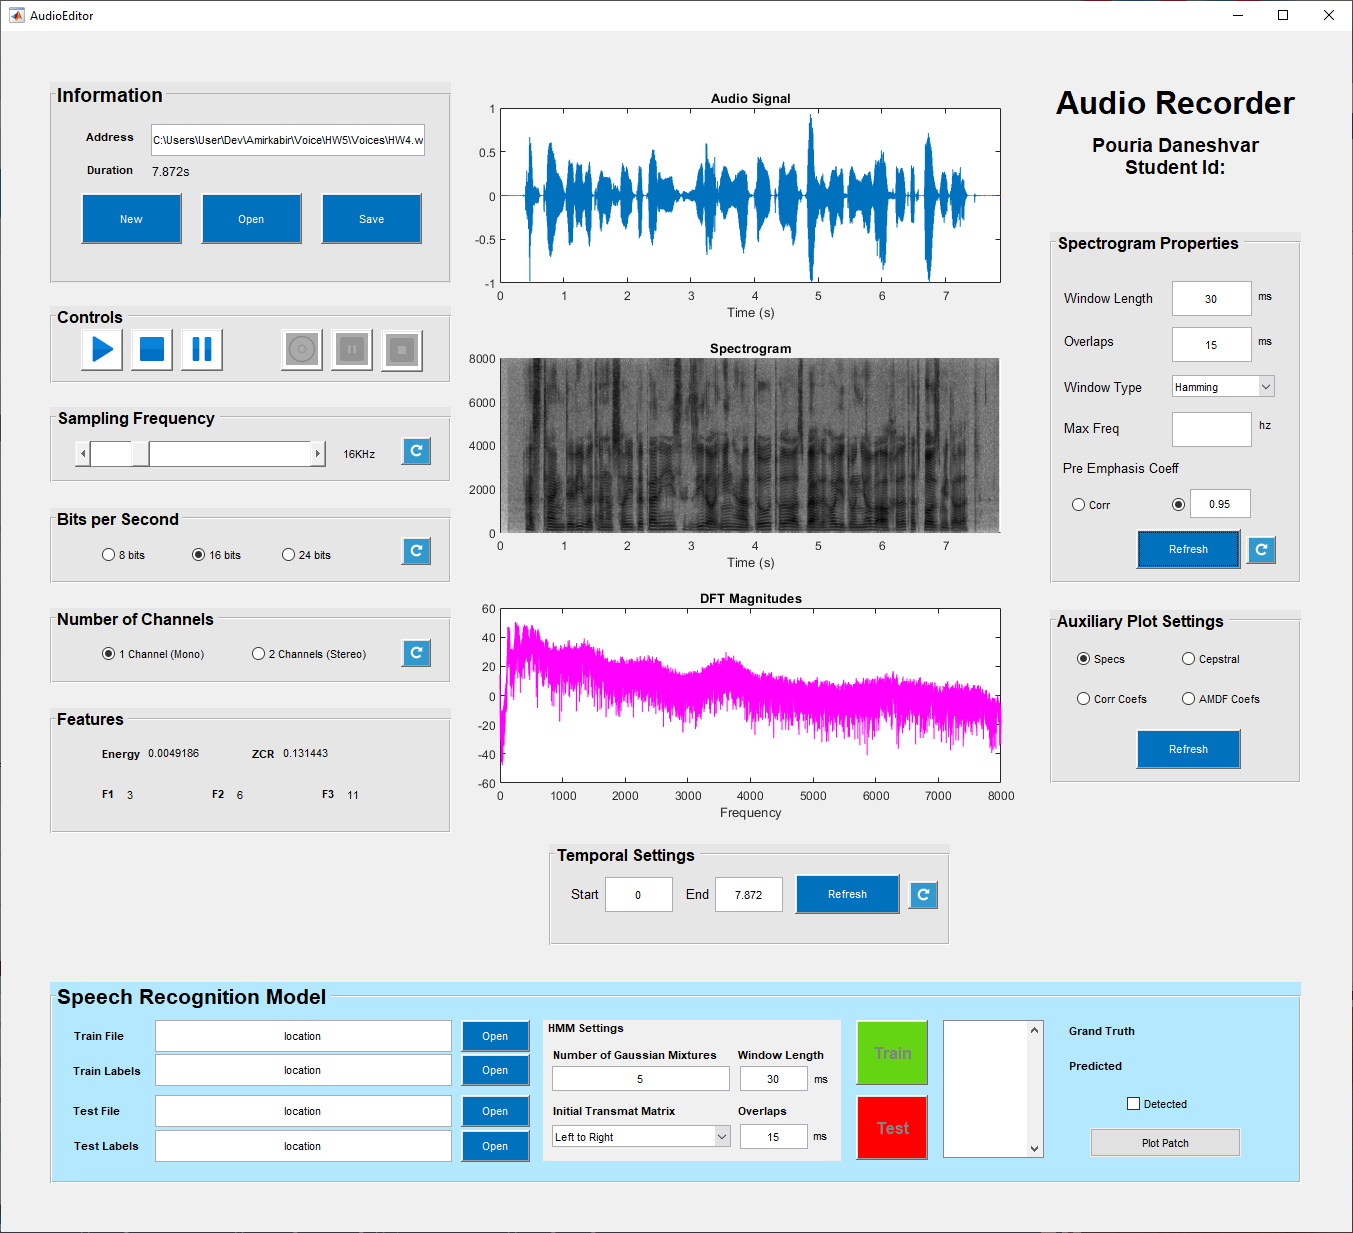 AudioEditor
Information
Address C:\Users\User\Dev\Amirkabir\Voice\HW5\Voices\HW4.w
Duration 7.872s
New Open Save
Controls
Sampling Frequency
16KHz
Bits per Second
8 bits 16 bits 24 bits
Number of Channels
1 Channel (Mono) 2 Channels (Stereo)
Features
Energy 0.0049186 ZCR 0.131443
F1 3 F2 6 F3 11
Audio Signal
1
0.5
0
-0.5
-1
0 1 2 3 4 5 6 7
Time (s)
Spectrogram
8000
6000
4000
2000
0
0 1 2 3 4 5 6 7
Time (s)
DFT Magnitudes
60
40
20
0
-20
-40
-60
0 1000 2000 3000 4000 5000 6000 7000 8000
Frequency
Temporal Settings
Start 0 End 7.872 Refresh
Audio Recorder
Pouria Daneshvar
Student Id:
Spectrogram Properties
Window Length 30 ms
Overlaps 15 ms
Window Type Hamming
Max Freq hz
Pre Emphasis Coeff
Corr 0.95
Refresh
Auxiliary Plot Settings
Specs Cepstral
Corr Coefs AMDF Coefs
Refresh
Speech Recognition Model
Train File location Open
Train Labels location Open
Test File location Open
Test Labels location Open
HMM Settings
Number of Gaussian Mixtures Window Length
5 30 ms
Initial Transmat Matrix Overlaps
Left to Right 15 ms
Train
Test
Grand Truth
Predicted
Detected
Plot Patch